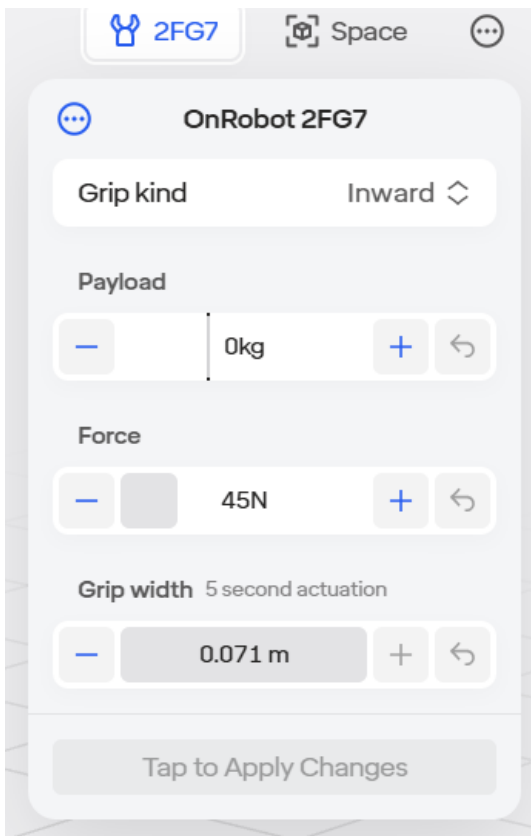 2FG7 Space
OnRobot 2FG7
Grip kind Inward
Payload
0kg
Force
45N
Grip width 5 second actuation
0.071 m
Tap to Apply Changes